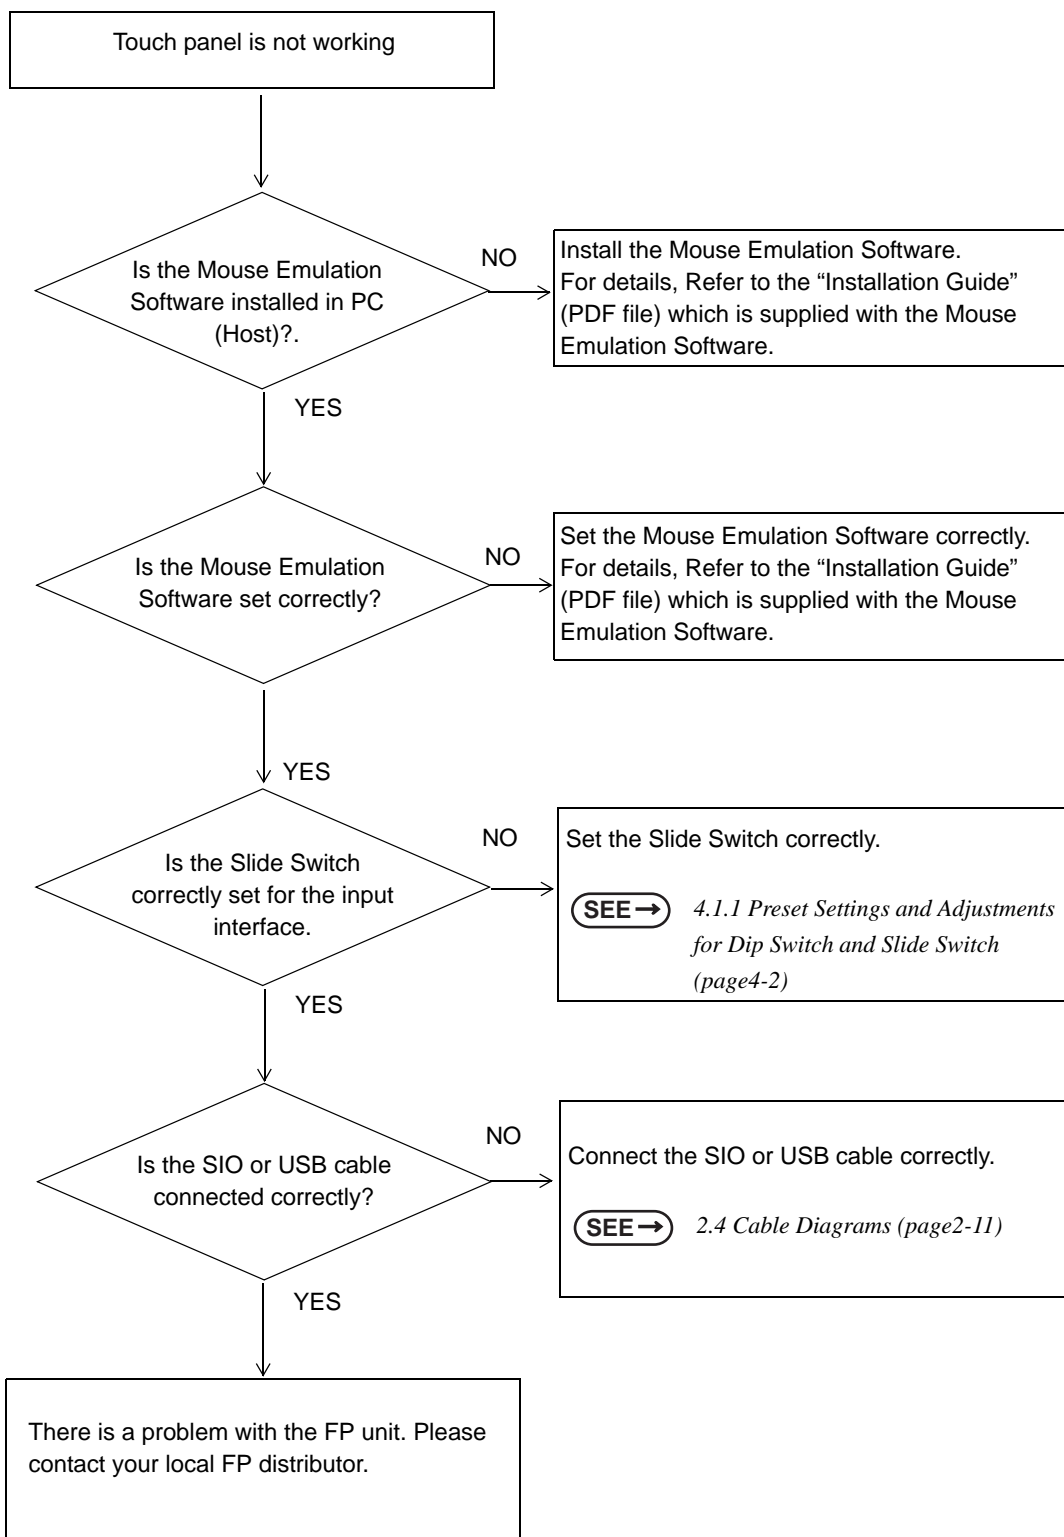 Touch panel is not working
Is the Mouse Emulation
Software installed in PC
(Host)?.
NO
Install the Mouse Emulation Software.
For details, Refer to the “Installation Guide”
(PDF file) which is supplied with the Mouse
Emulation Software.
YES
Is the Mouse Emulation
Software set correctly?
NO
Set the Mouse Emulation Software correctly.
For details, Refer to the “Installation Guide”
(PDF file) which is supplied with the Mouse
Emulation Software.
YES
Is the Slide Switch
correctly set for the input
interface.
NO
Set the Slide Switch correctly.
SEE→ 4.1.1 Preset Settings and Adjustments
for Dip Switch and Slide Switch
(page4-2)
YES
Is the SIO or USB cable
connected correctly?
NO
Connect the SIO or USB cable correctly.
SEE→ 2.4 Cable Diagrams (page2-11)
YES
There is a problem with the FP unit. Please
contact your local FP distributor.